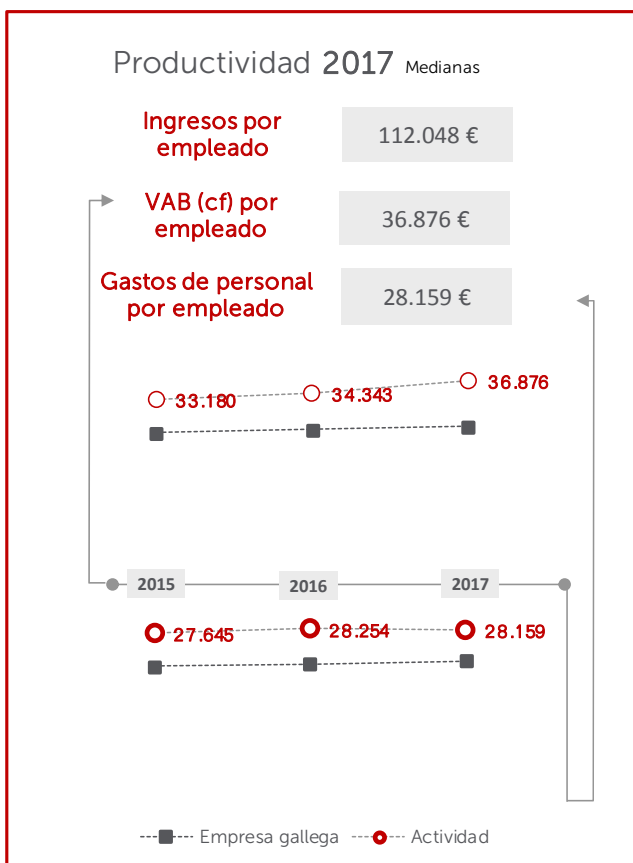 Productividad 2017 Medianas
Ingresos por
empleado
112.048 €
VAB (cf) por
empleado
36.876 €
Gastos de personal
por empleado
28.159 €
33.180
34.343
36.876
2015
2016
2017
27.645
28.254
28.159
Empresa gallega
Actividad